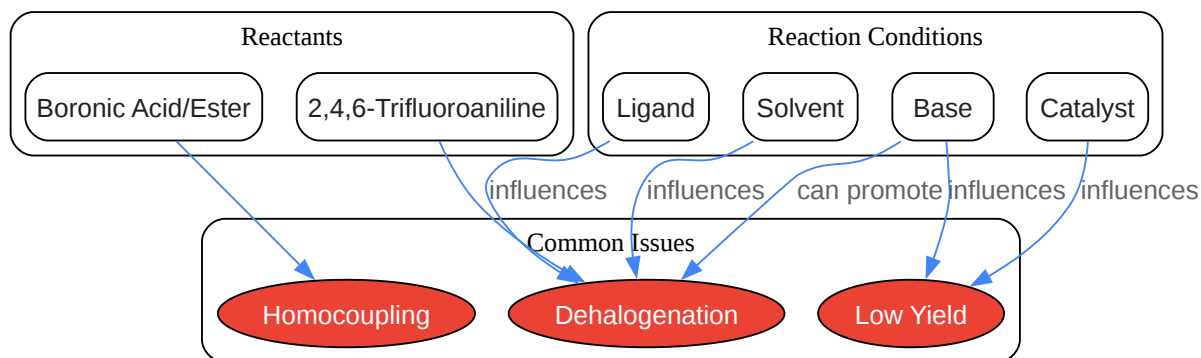 Reactants
Reaction Conditions
Boronic Acid/Ester
2,4,6-Trifluoroaniline
Ligand
Solvent
Base
Catalyst
influences
influences
can promote
influences
influences
Common Issues
Homocoupling
Dehalogenation
Low Yield